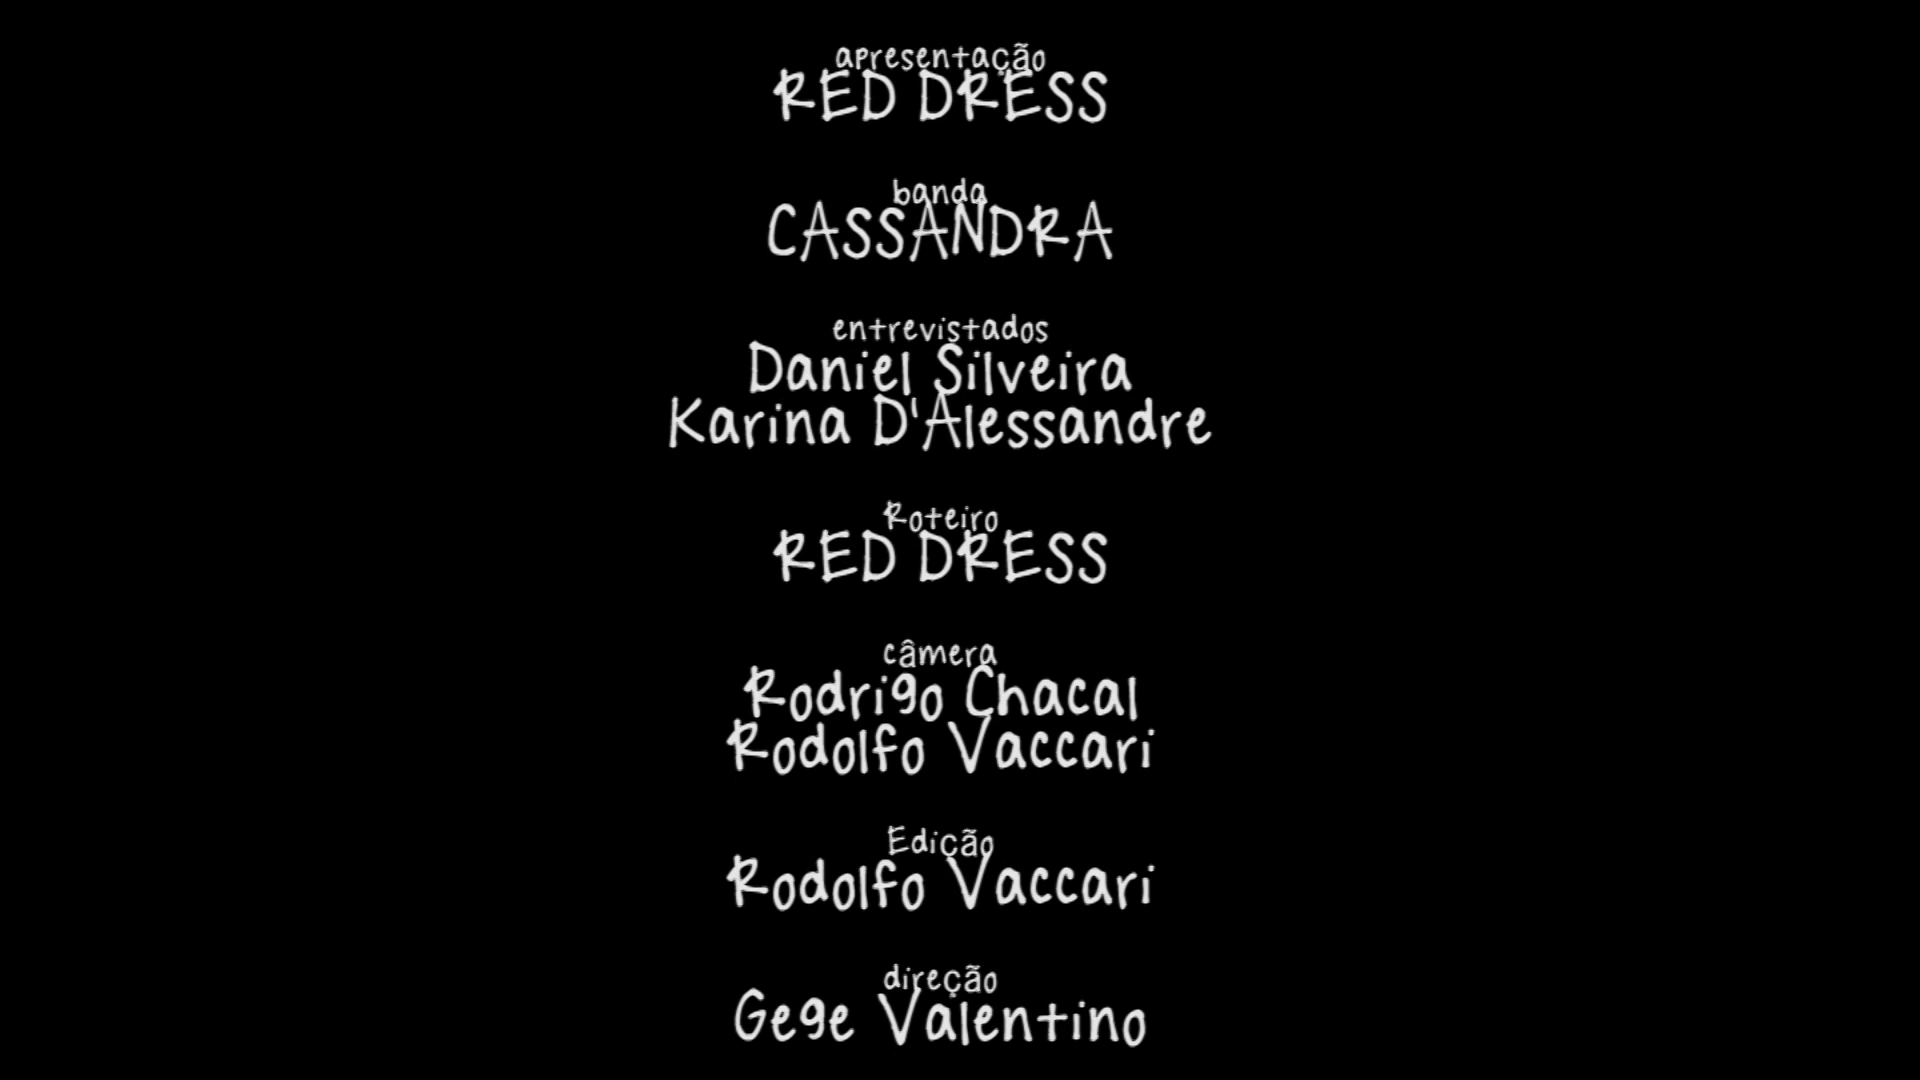 apresentação
RED DRESS
banda
CASSANDRA
entrevistados
Daniel Silveira
Karina D'Alessandre
Roteiro
RED DRESS
câmera
Rodrigo Chacal
Rodolfo Vaccari
Edição
Rodolfo Vaccari
direção
Gege Valentino